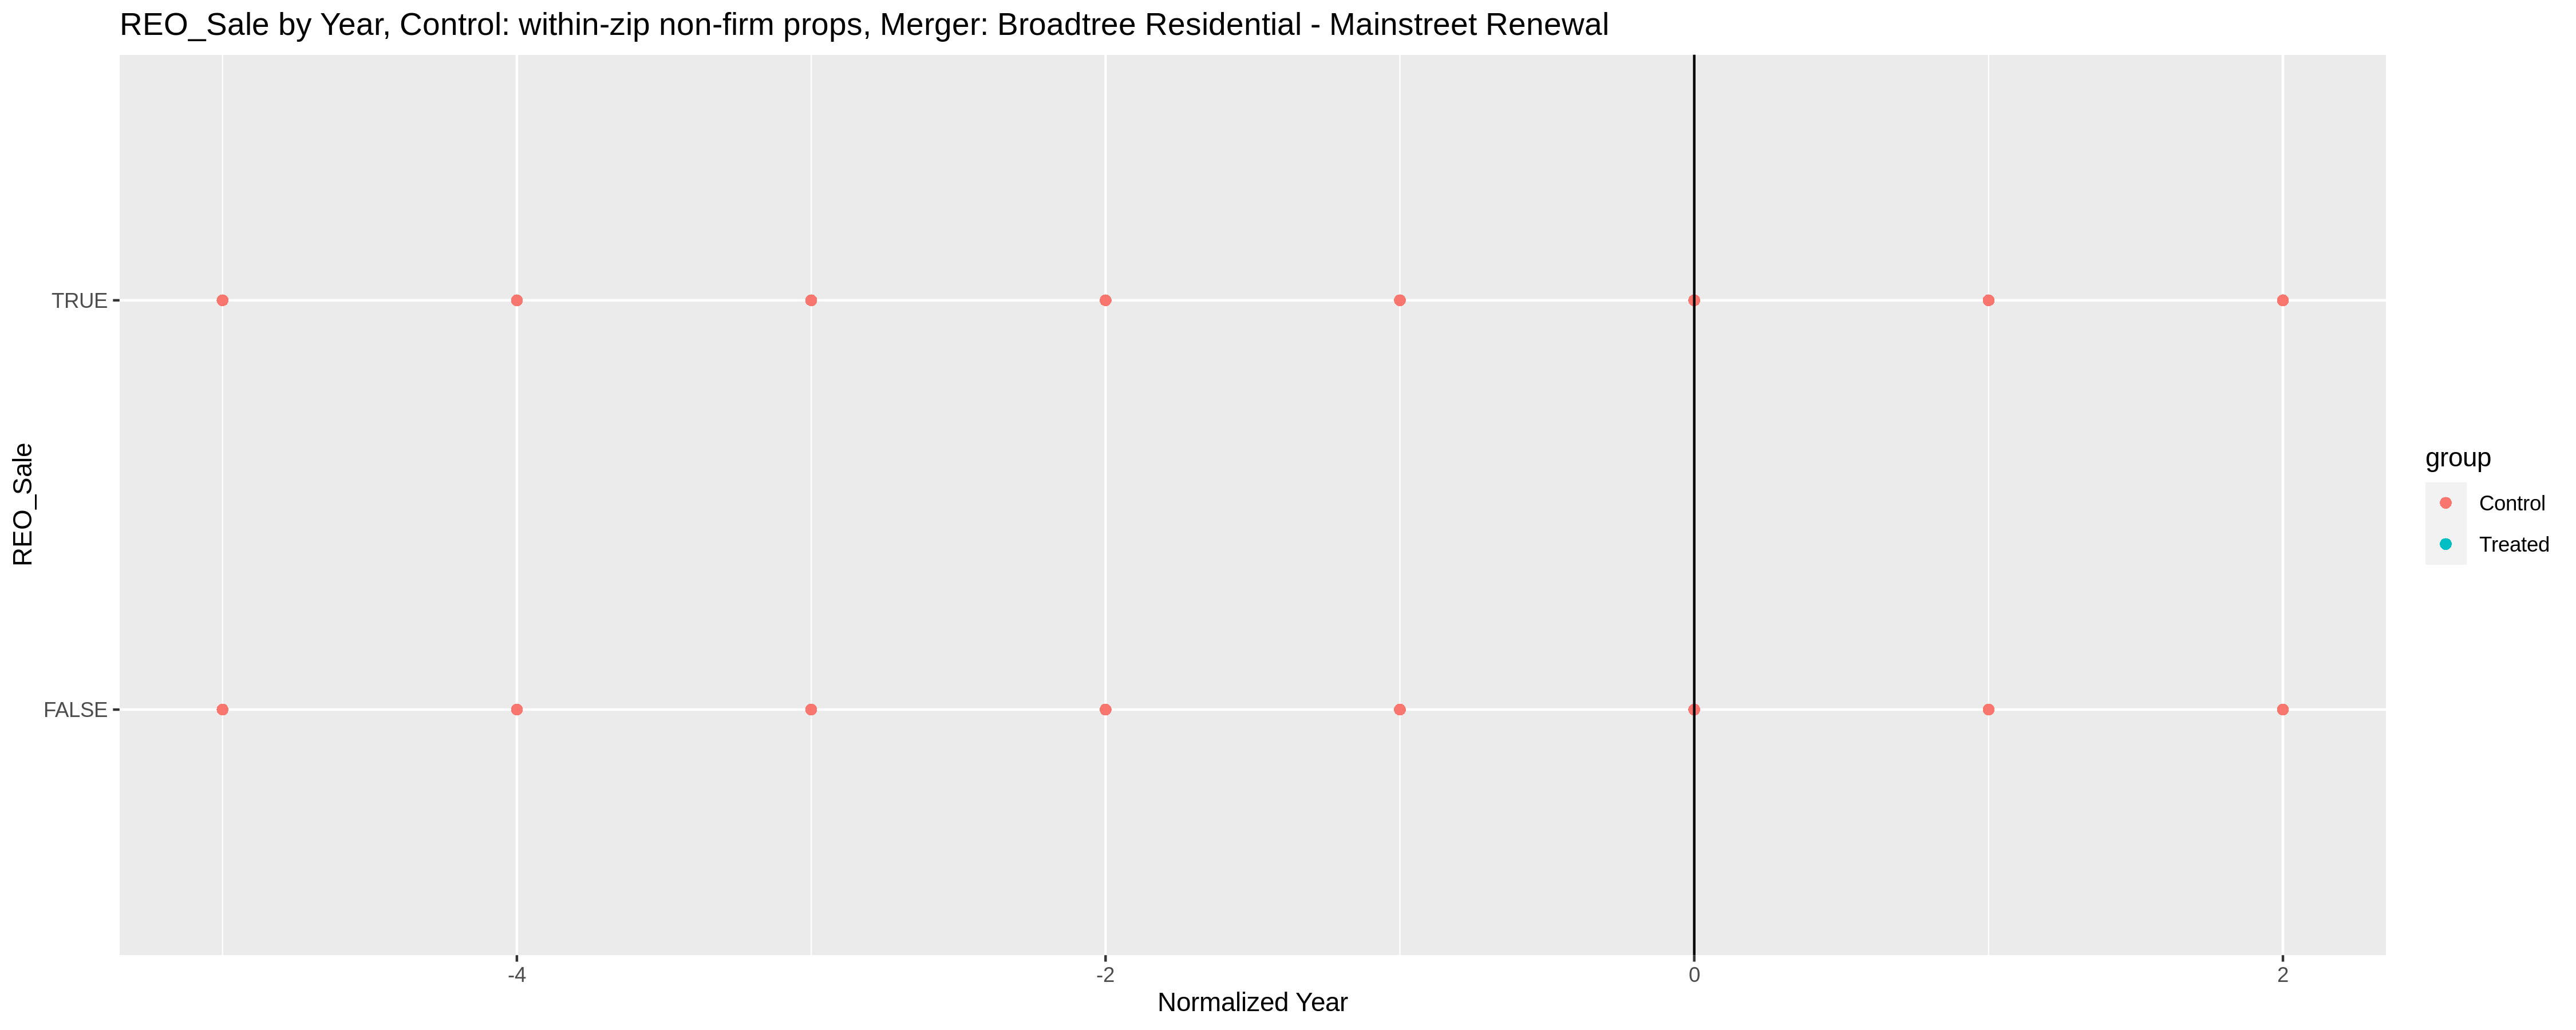 REO_Sale by Year, Control: within-zip non-firm props, Merger: Broadtree Residential - Mainstreet Renewal
REO_Sale
TRUE
FALSE
-4
-2
0
2
Normalized Year
group
Control
Treated